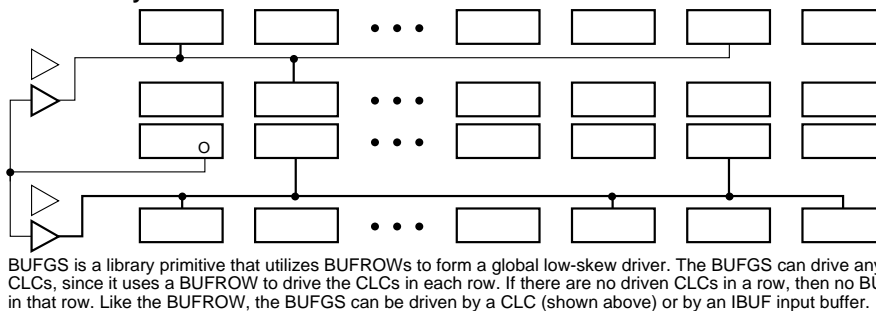 O
BUFGS is a library primitive that utilizes BUFROWs to form a global low-skew driver. The BUFGS can drive any
CLCs, since it uses a BUFROW to drive the CLCs in each row. If there are no driven CLCs in a row, then no
in that row. Like the BUFROW, the BUFGS can be driven by a CLC (shown above) or by an IBUF input buffer.